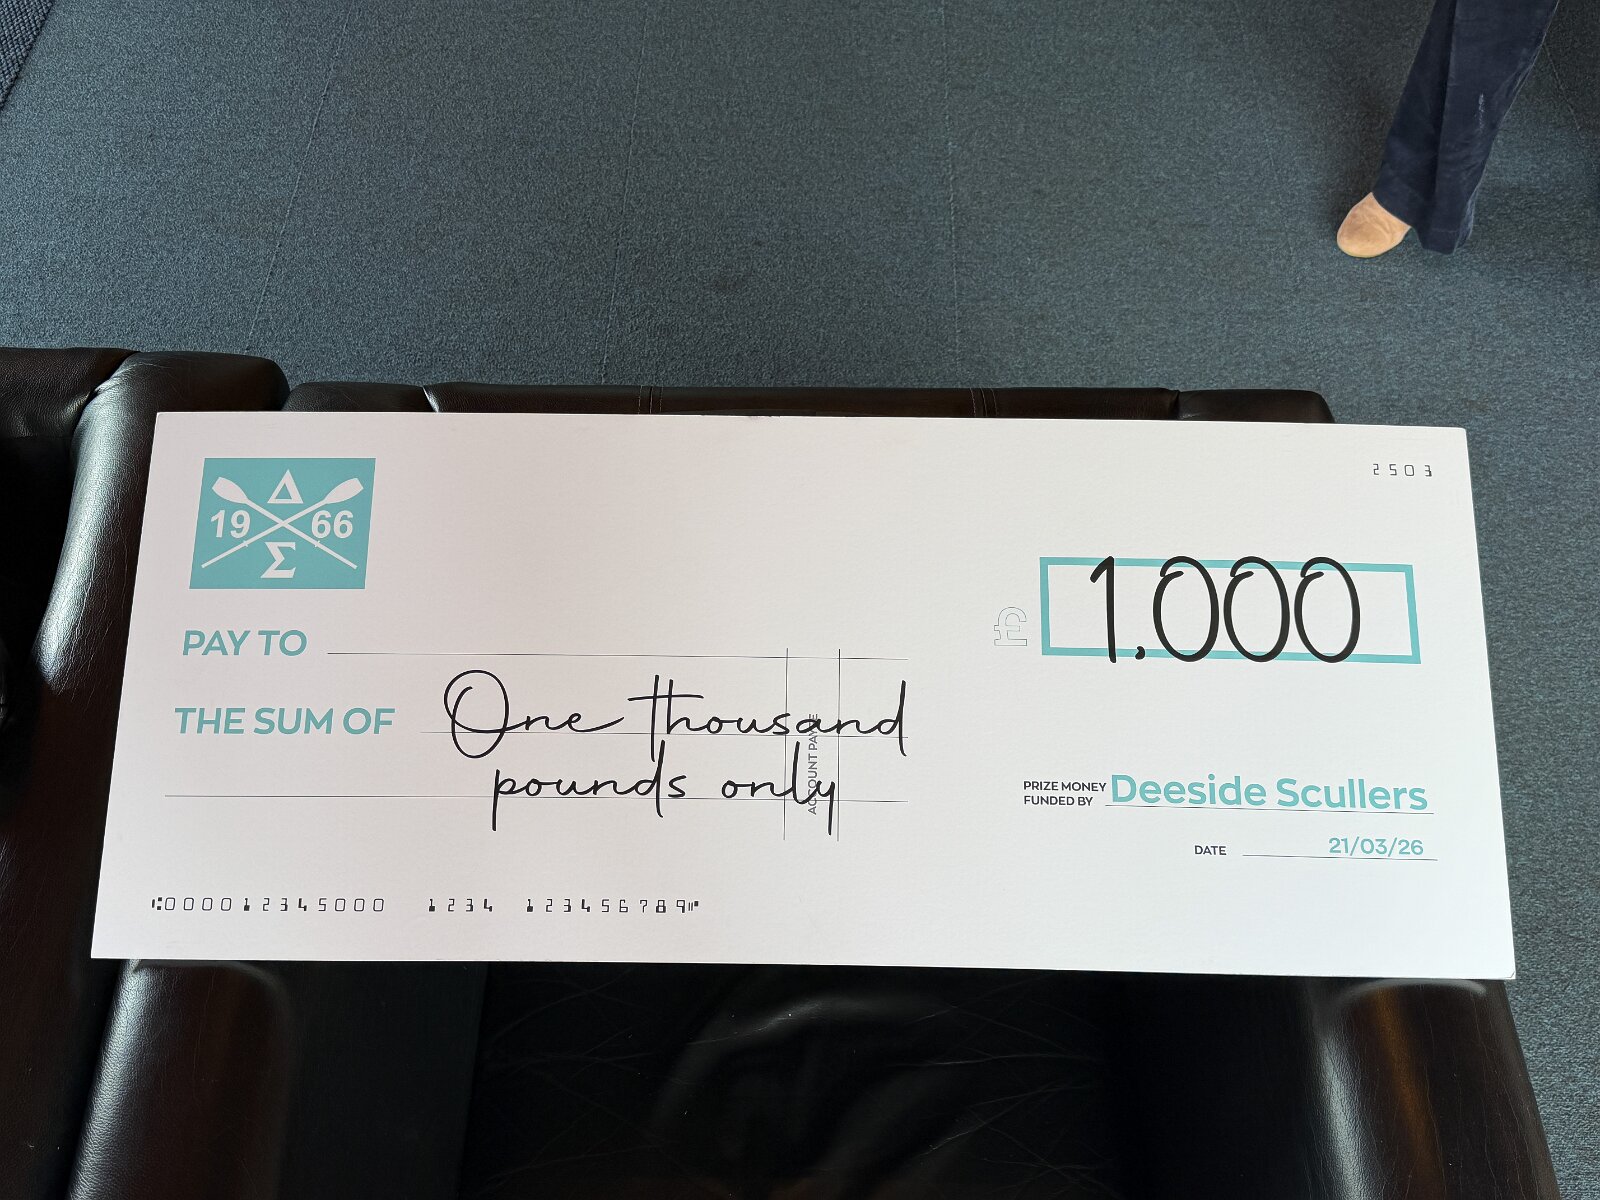 2503
Δ
19 66
Σ
£ 1,000
PAY TO
THE SUM OF One thousand
pounds only
ACCOUNT PAYEE
PRIZE MONEY
FUNDED BY Deeside Scullers
DATE 21/03/26
⑆000012345000 1234 123456789⑈